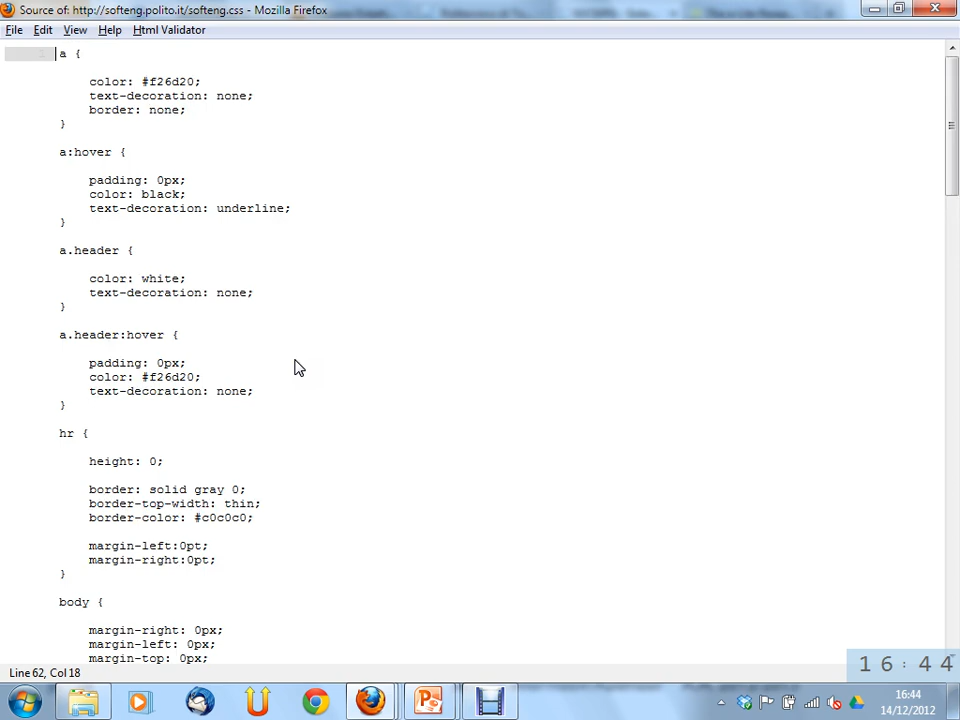 Source of: http://softeng.polito.it/softeng.css - Mozilla Firefox
File Edit View Help Html Validator
1 a {
color: #f26d20;
text-decoration: none;
border: none;
}
a:hover {
padding: 0px;
color: black;
text-decoration: underline;
}
a.header {
color: white;
text-decoration: none;
}
a.header:hover {
padding: 0px;
color: #f26d20;
text-decoration: none;
}
hr {
height: 0;
border: solid gray 0;
border-top-width: thin;
border-color: #c0c0c0;
margin-left:0pt;
margin-right:0pt;
}
body {
margin-right: 0px;
margin-left: 0px;
margin-top: 0px;
Line 62, Col 18
16:44
16:44
14/12/2012